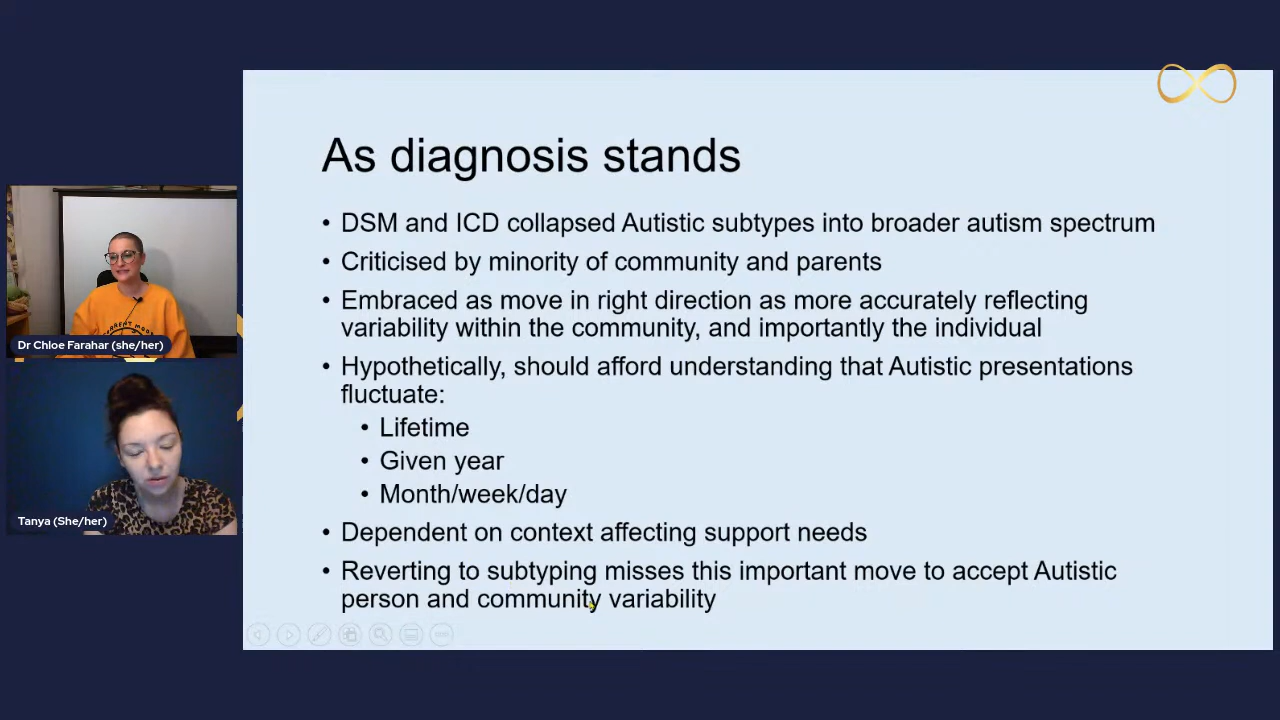 As diagnosis stands
• DSM and ICD collapsed Autistic subtypes into broader autism spectrum
• Criticised by minority of community and parents
• Embraced as move in right direction as more accurately reflecting
variability within the community, and importantly the individual
• Hypothetically, should afford understanding that Autistic presentations
fluctuate:
• Lifetime
• Given year
• Month/week/day
• Dependent on context affecting support needs
• Reverting to subtyping misses this important move to accept Autistic
person and community variability
Dr Chloe Farahar (she/her)
Tanya (She/her)